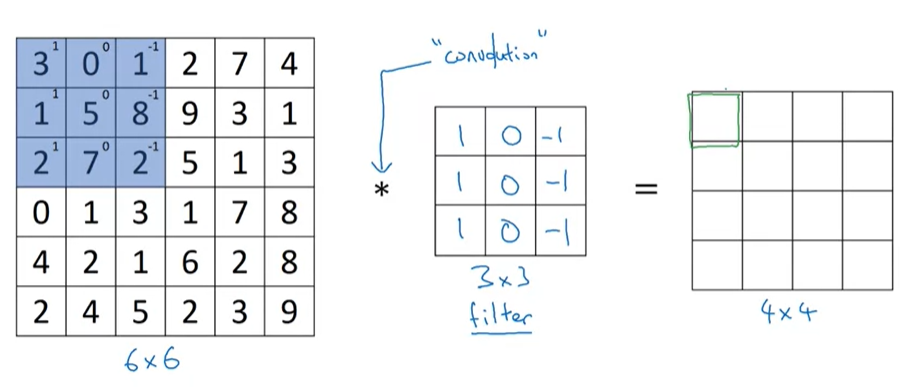 "convolution"
3 1 0 0 1 -1 2 7 4
1 1 5 0 8 -1 9 3 1
2 1 7 0 2 -1 5 1 3
0 1 3 1 7 8
4 2 1 6 2 8
2 4 5 2 3 9
6x6
*
1 0 -1
1 0 -1
1 0 -1
3x3
filter
=
4x4